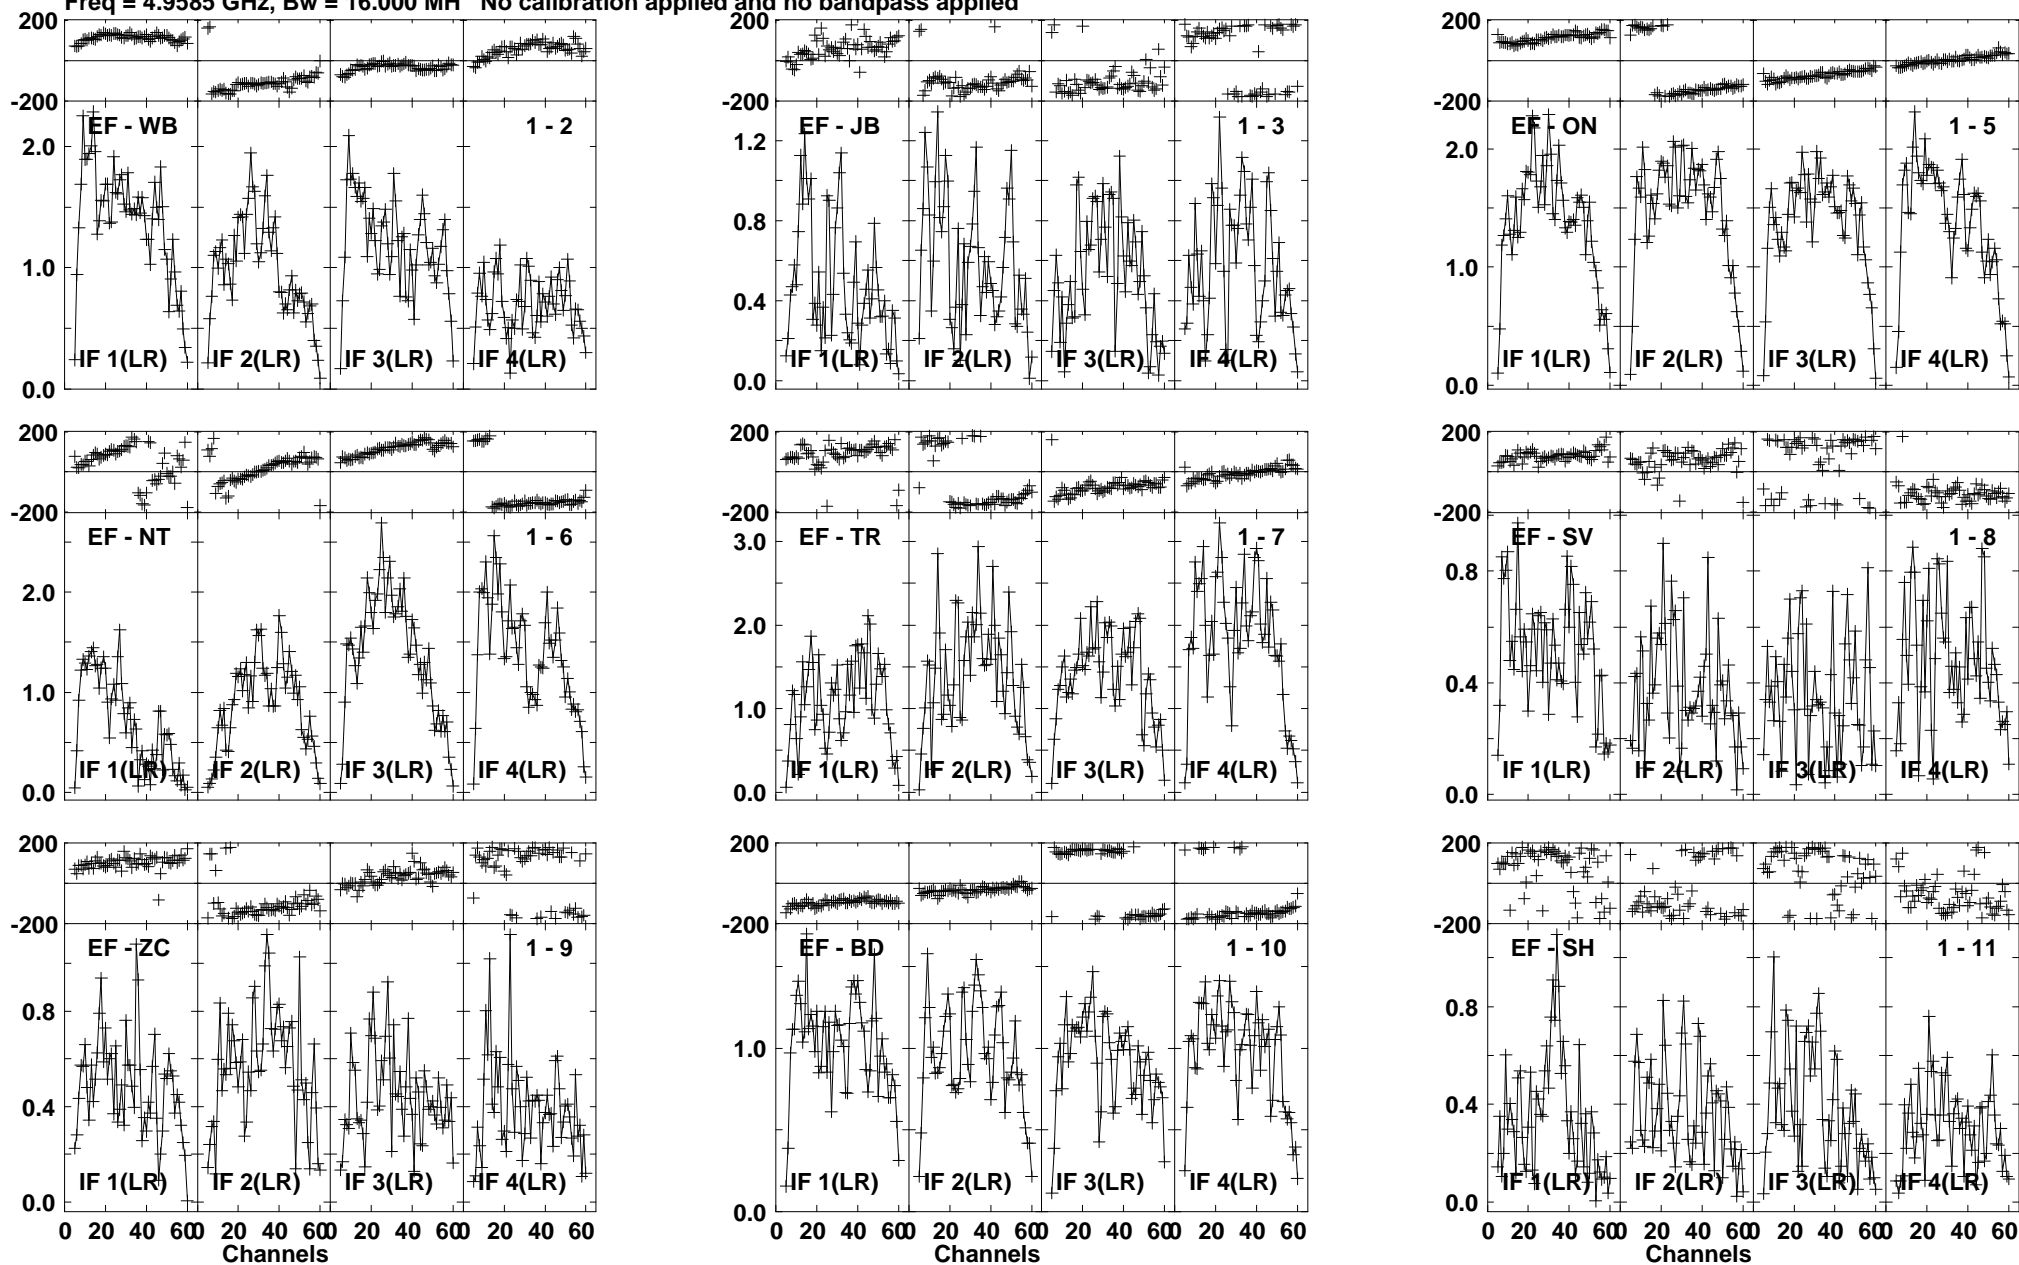 Freq = 4.9585 GHz, Bw = 16.000 MH   No calibration applied and no bandpass applied
200
-200
EF - WB 1 - 2
2.0
1.0
0.0
IF 1(LR) IF 2(LR) IF 3(LR) IF 4(LR)
200
-200
EF - JB 1 - 3
1.2
0.8
0.4
0.0
IF 1(LR) IF 2(LR) IF 3(LR) IF 4(LR)
200
-200
EF - ON 1 - 5
2.0
1.0
0.0
IF 1(LR) IF 2(LR) IF 3(LR) IF 4(LR)
200
-200
EF - NT 1 - 6
2.0
1.0
0.0
IF 1(LR) IF 2(LR) IF 3(LR) IF 4(LR)
200
-200
EF - TR 1 - 7
3.0
2.0
1.0
0.0
IF 1(LR) IF 2(LR) IF 3(LR) IF 4(LR)
200
-200
EF - SV 1 - 8
0.8
0.4
0.0
IF 1(LR) IF 2(LR) IF 3(LR) IF 4(LR)
200
-200
EF - ZC 1 - 9
0.8
0.4
0.0
IF 1(LR) IF 2(LR) IF 3(LR) IF 4(LR)
0 20 40 60 0 20 40 60 0 20 40 60 0 20 40 60
Channels
200
-200
EF - BD 1 - 10
1.0
0.0
IF 1(LR) IF 2(LR) IF 3(LR) IF 4(LR)
0 20 40 60 0 20 40 60 0 20 40 60 0 20 40 60
Channels
200
-200
EF - SH 1 - 11
0.8
0.4
0.0
IF 1(LR) IF 2(LR) IF 3(LR) IF 4(LR)
0 20 40 60 0 20 40 60 0 20 40 60 0 20 40 60
Channels